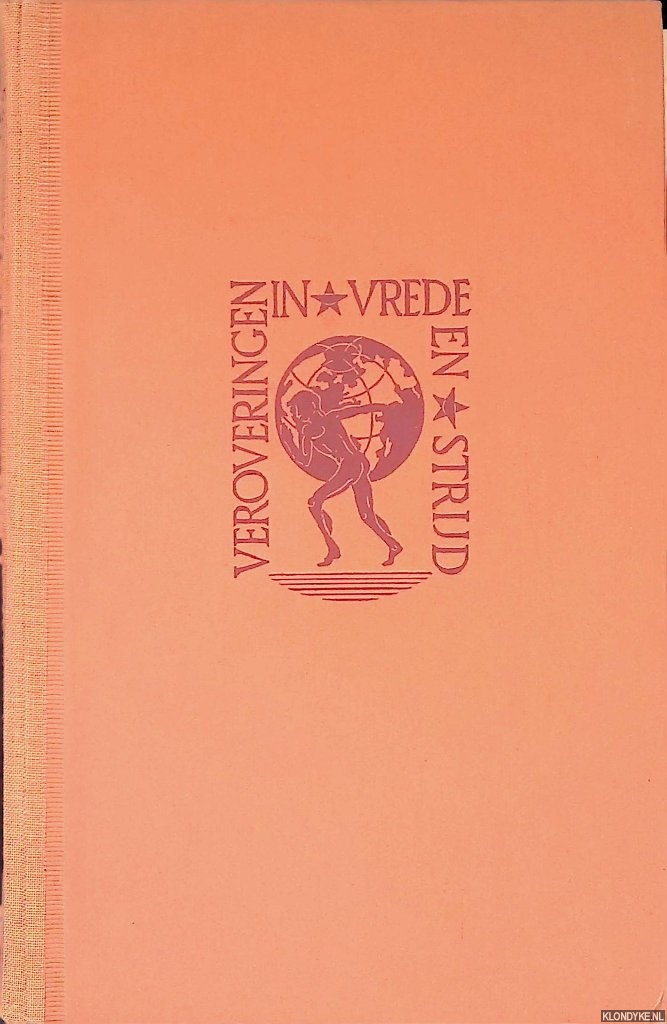 VEROVERINGEN
IN★VREDE
EN★STRIJD
KLONDYKE.NL